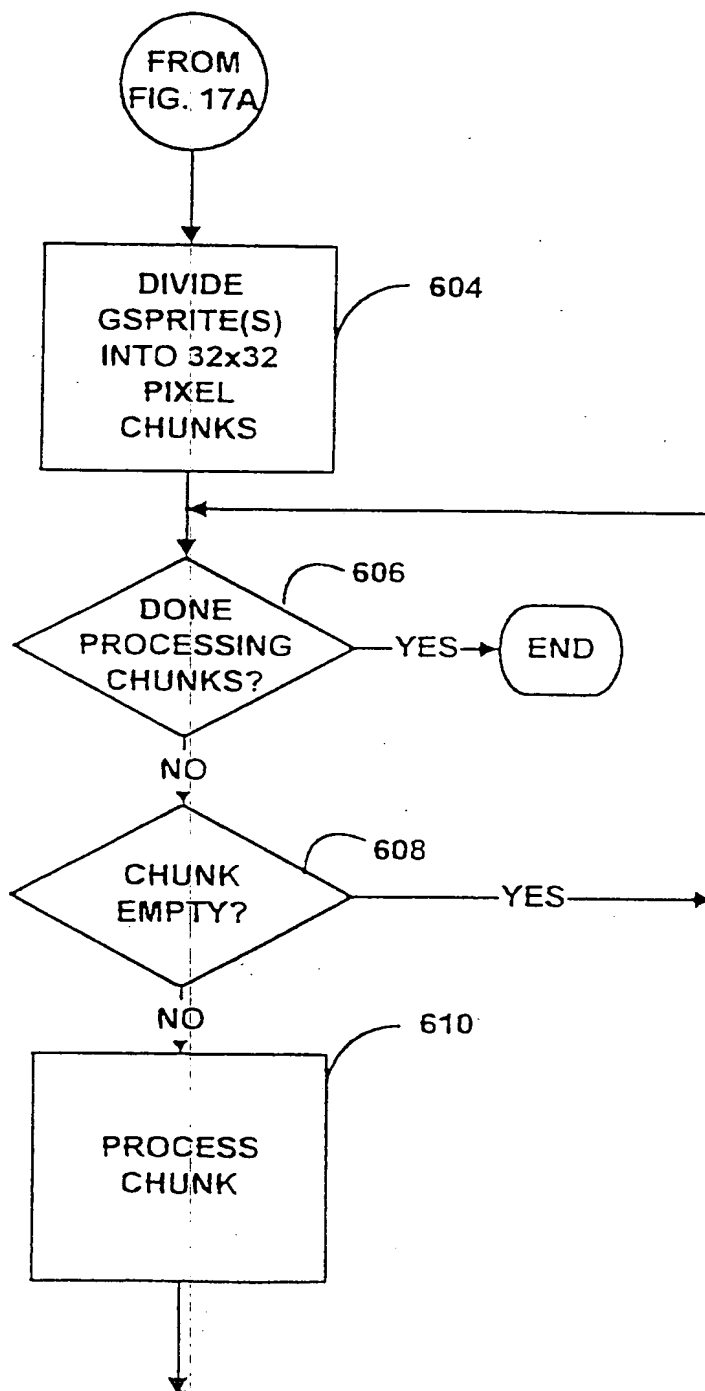 FROM
FIG. 17A
DIVIDE
GSPRITE(S)
INTO 32x32
PIXEL
CHUNKS
604
606
DONE
PROCESSING
CHUNKS?
YES
END
NO
608
CHUNK
EMPTY?
YES
NO
610
PROCESS
CHUNK